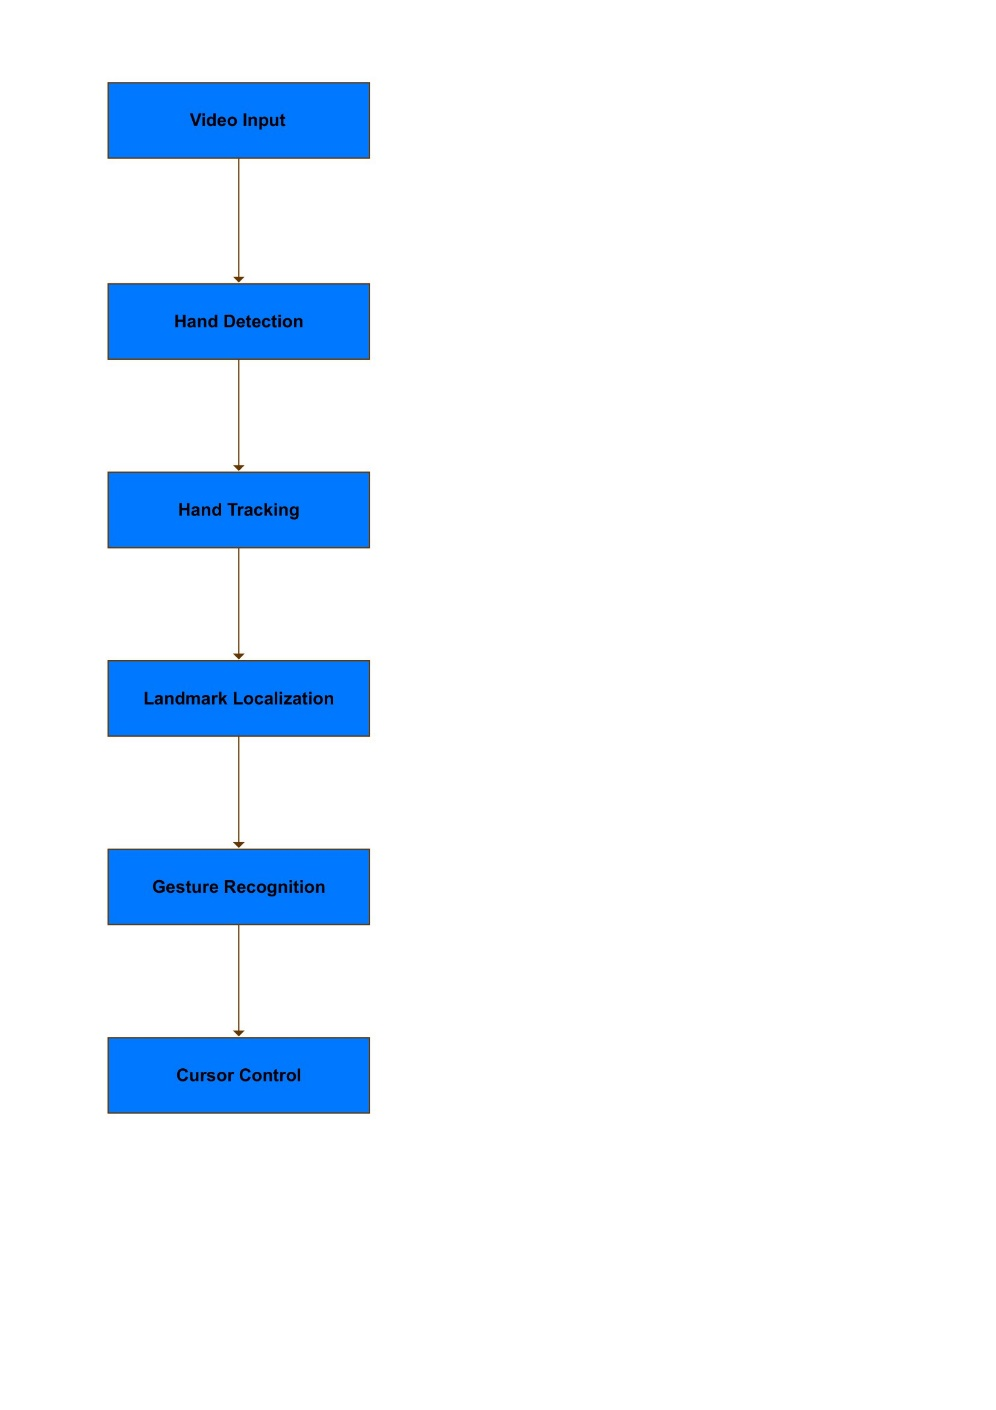 Video Input
Hand Detection
Hand Tracking
Landmark Localization
Gesture Recognition
Cursor Control